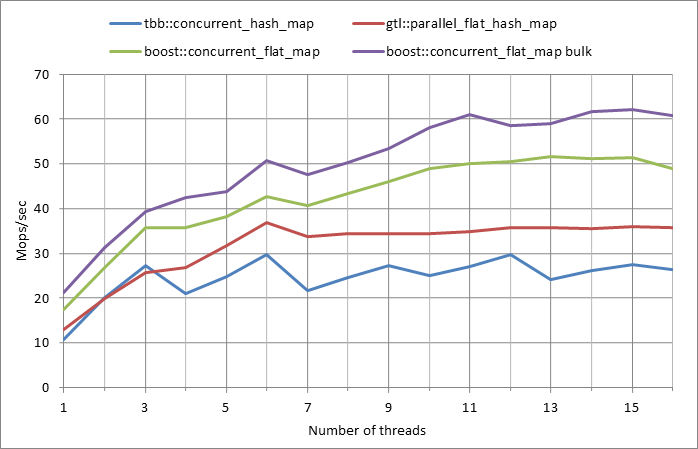 tbb::concurrent_hash_map gtl::parallel_flat_hash_map
boost::concurrent_flat_map boost::concurrent_flat_map bulk
70
60
50
40
30
20
10
0
Mops/sec
1 3 5 7 9 11 13 15
Number of threads